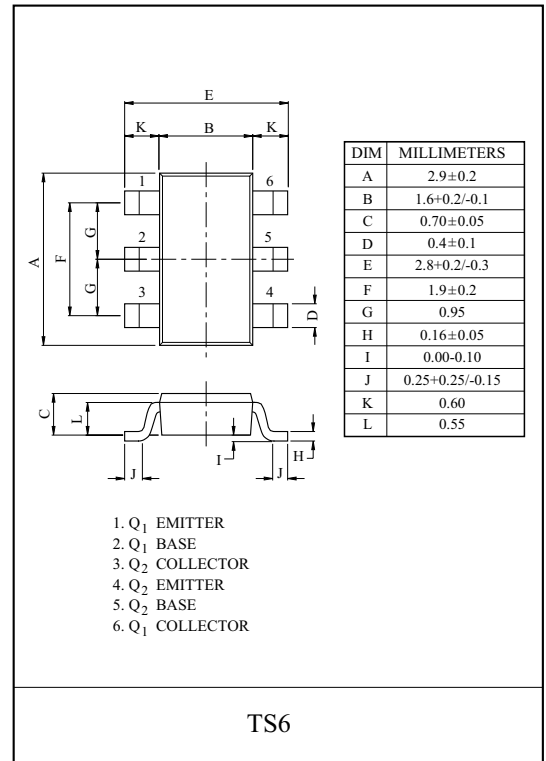 E
K B K
1 6
G
2 5
A F
G
3 4
D
C L
I
H
J J
DIM MILLIMETERS
A 2.9±0.2
B 1.6+0.2/-0.1
C 0.70±0.05
D 0.4±0.1
E 2.8+0.2/-0.3
F 1.9±0.2
G 0.95
H 0.16±0.05
I 0.00-0.10
J 0.25+0.25/-0.15
K 0.60
L 0.55
1. Q1 EMITTER
2. Q1 BASE
3. Q2 COLLECTOR
4. Q2 EMITTER
5. Q2 BASE
6. Q1 COLLECTOR
TS6